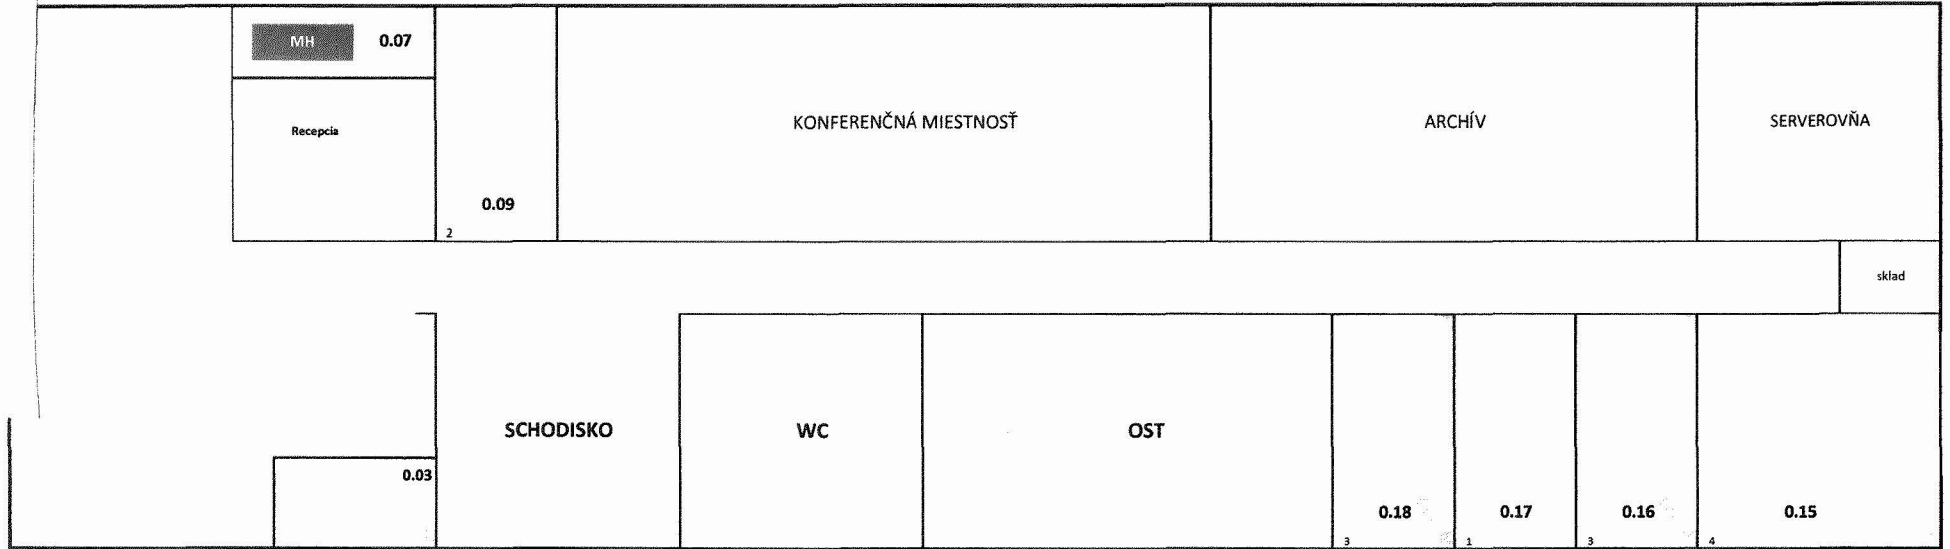 MH 0.07
Recepcia
0.09
2
KONFERENČNÁ MIESTNOSŤ
ARCHÍV
SERVEROVŇA
sklad
0.03
SCHODISKO
WC
OST
0.18
3
0.17
1
0.16
3
0.15
4